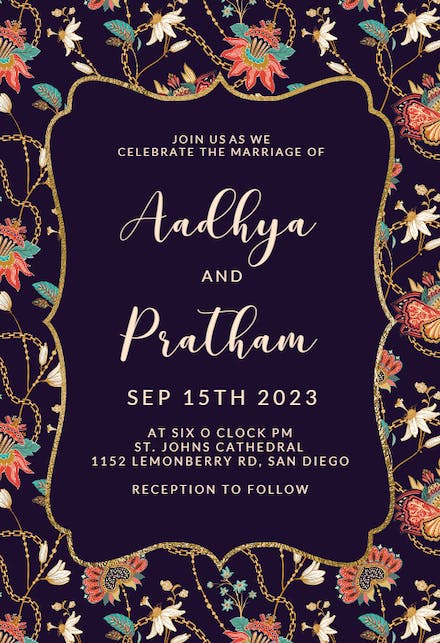 JOIN US AS WE
CELEBRATE THE MARRIAGE OF
Aadhya
AND
Pratham
SEP 15TH 2023
AT SIX O CLOCK PM
ST. JOHNS CATHEDRAL
1152 LEMONBERRY RD, SAN DIEGO
RECEPTION TO FOLLOW